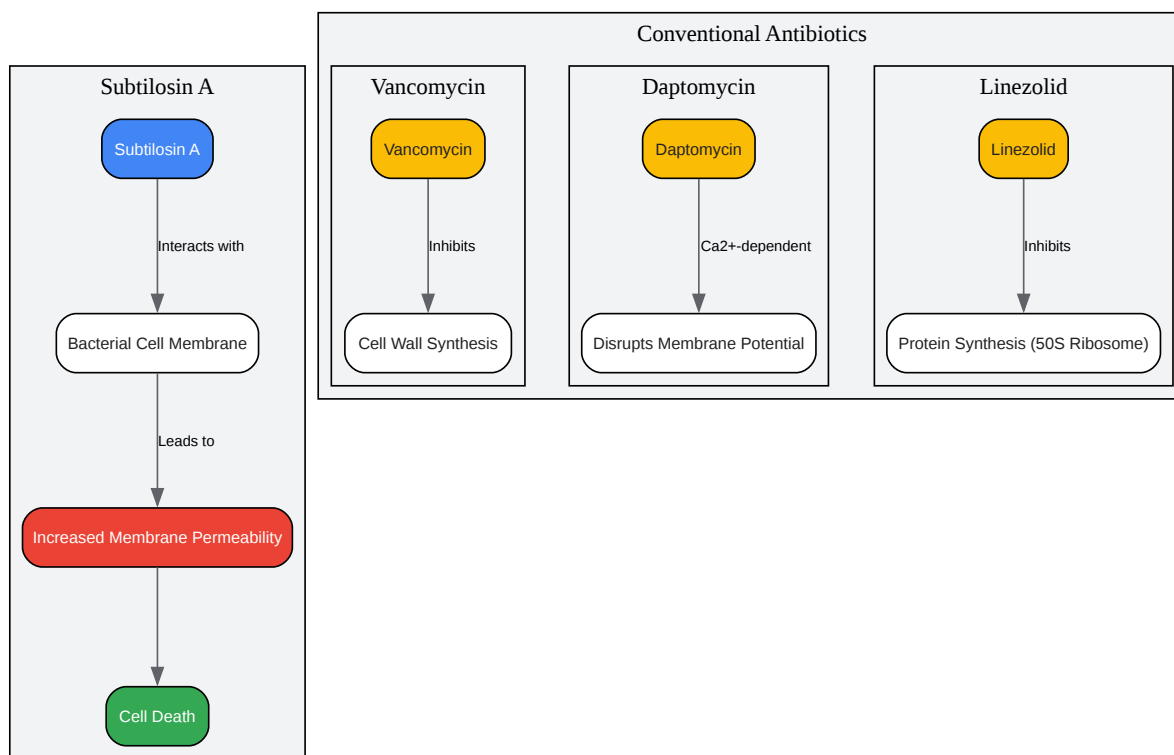 Subtilosin A
Subtilosin A
Interacts with
Bacterial Cell Membrane
Leads to
Increased Membrane Permeability
Cell Death
Conventional Antibiotics
Vancomycin
Vancomycin
Inhibits
Cell Wall Synthesis
Daptomycin
Daptomycin
Ca2+-dependent
Disrupts Membrane Potential
Linezolid
Linezolid
Inhibits
Protein Synthesis (50S Ribosome)